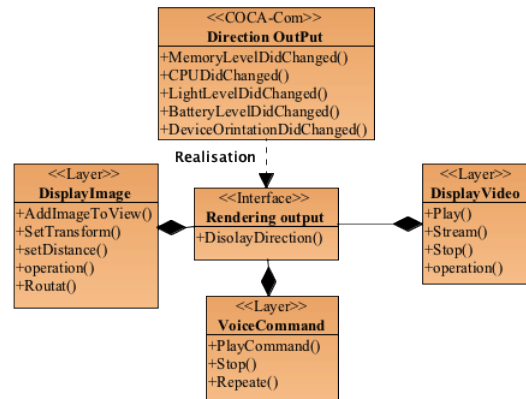 <<COCA-Com>>
Direction OutPut
+MemoryLevelDidChanged()
+CPUDidChanged()
+LightLevelDidChanged()
+BatteryLevelDidChanged()
+DeviceOrintationDidChanged()
Realisation
<<Layer>>
DisplayImage
+AddImageToView()
+SetTransform()
+setDistance()
+operation()
+Routat()
<<Interface>>
Rendering output
+DisolayDirection()
<<Layer>>
DisplayVideo
+Play()
+Stream()
+Stop()
+operation()
<<Layer>>
VoiceCommand
+PlayCommand()
+Stop()
+Repeate()